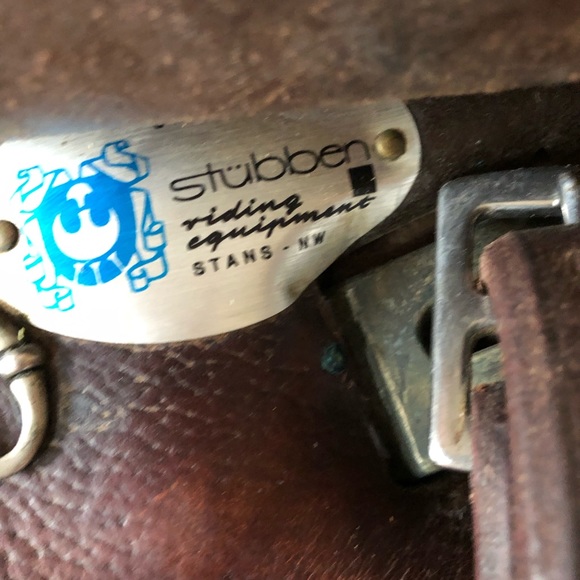 stübben
riding
equipment
STANS - NW